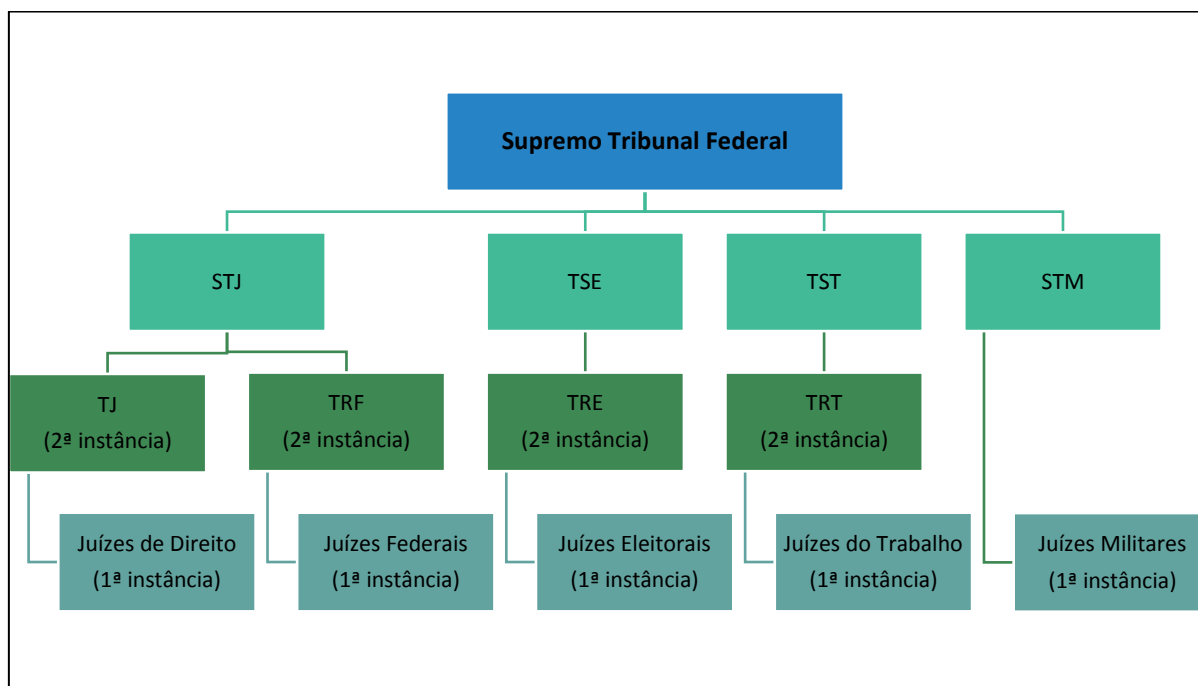 Supremo Tribunal Federal
STJ
TSE
TST
STM
TJ
(2ª instância)
TRF
(2ª instância)
TRE
(2ª instância)
TRT
(2ª instância)
Juízes de Direito
(1ª instância)
Juízes Federais
(1ª instância)
Juízes Eleitorais
(1ª instância)
Juízes do Trabalho
(1ª instância)
Juízes Militares
(1ª instância)